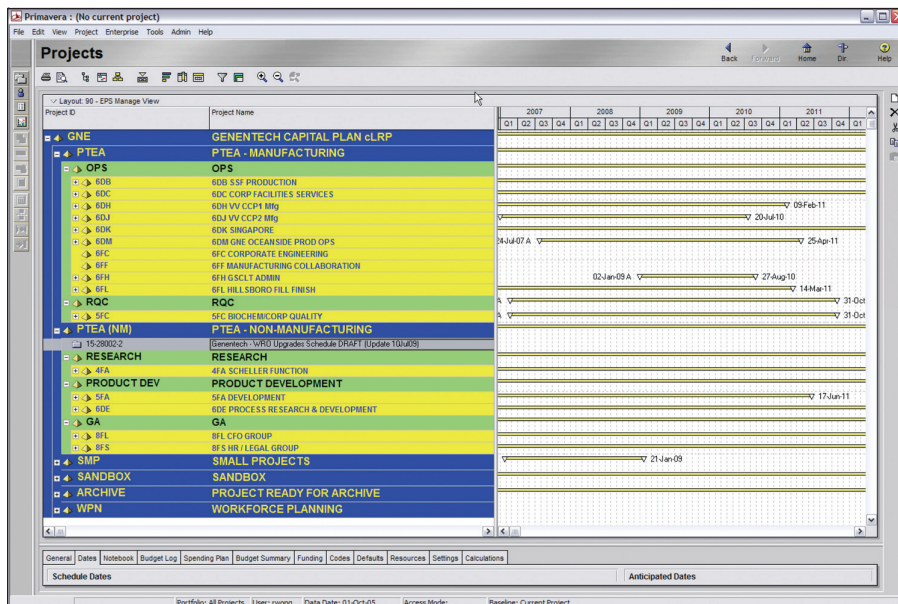 Primavera : (No current project)
File Edit View Project Enterprise Tools Admin Help
Projects
Back Forward Home Dir. Help
Layout: 90 - EPS Manage View
Project ID Project Name 2007 2008 2009 2010 2011
Q1 Q2 Q3 Q4 Q1 Q2 Q3 Q4 Q1 Q2 Q3 Q4 Q1 Q2 Q3 Q4 Q1 Q2 Q3 Q4 Q1
GNE GENENTECH CAPITAL PLAN cLRP
PTEA PTEA - MANUFACTURING
OPS OPS
6DB 6DB SSF PRODUCTION
6DC 6DC CORP FACILITIES SERVICES
6DH 6DH VV CCP1 Mfg 09-Feb-11
6DJ 6DJ VV CCP2 Mfg 20-Jul-10
6DK 6DK SINGAPORE
6DM 6DM GNE OCEANSIDE PROD OPS 24-Jul-07 A 25-Apr-11
6FC 6FC CORPORATE ENGINEERING
6FF 6FF MANUFACTURING COLLABORATION
6FH 6FH GSCLT ADMIN 02-Jan-09 A 27-Aug-10
6FL 6FL HILLSBORO FILL FINISH 14-Mar-11
RQC RQC A 31-Oct
5FC 5FC BIOCHEM/CORP QUALITY A 31-Oct
PTEA (NM) PTEA - NON-MANUFACTURING
15-28002-2 Genentech - WRO Upgrades Schedule DRAFT (Update 10Jul09)
RESEARCH RESEARCH
4FA 4FA SCHELLER FUNCTION
PRODUCT DEV PRODUCT DEVELOPMENT
5FA 5FA DEVELOPMENT 17-Jun-11
6DE 6DE PROCESS RESEARCH & DEVELOPMENT
GA GA
8FL 8FL CFO GROUP
8FS 8FS HR / LEGAL GROUP
SMP SMALL PROJECTS 21-Jan-09
SANDBOX SANDBOX
ARCHIVE PROJECT READY FOR ARCHIVE
WPN WORKFORCE PLANNING
General Dates Notebook Budget Log Spending Plan Budget Summary Funding Codes Defaults Resources Settings Calculations
Schedule Dates Anticipated Dates
Portfolio: All Projects User: rwong Data Date: 01-Oct-05 Access Mode: Baseline: Current Project